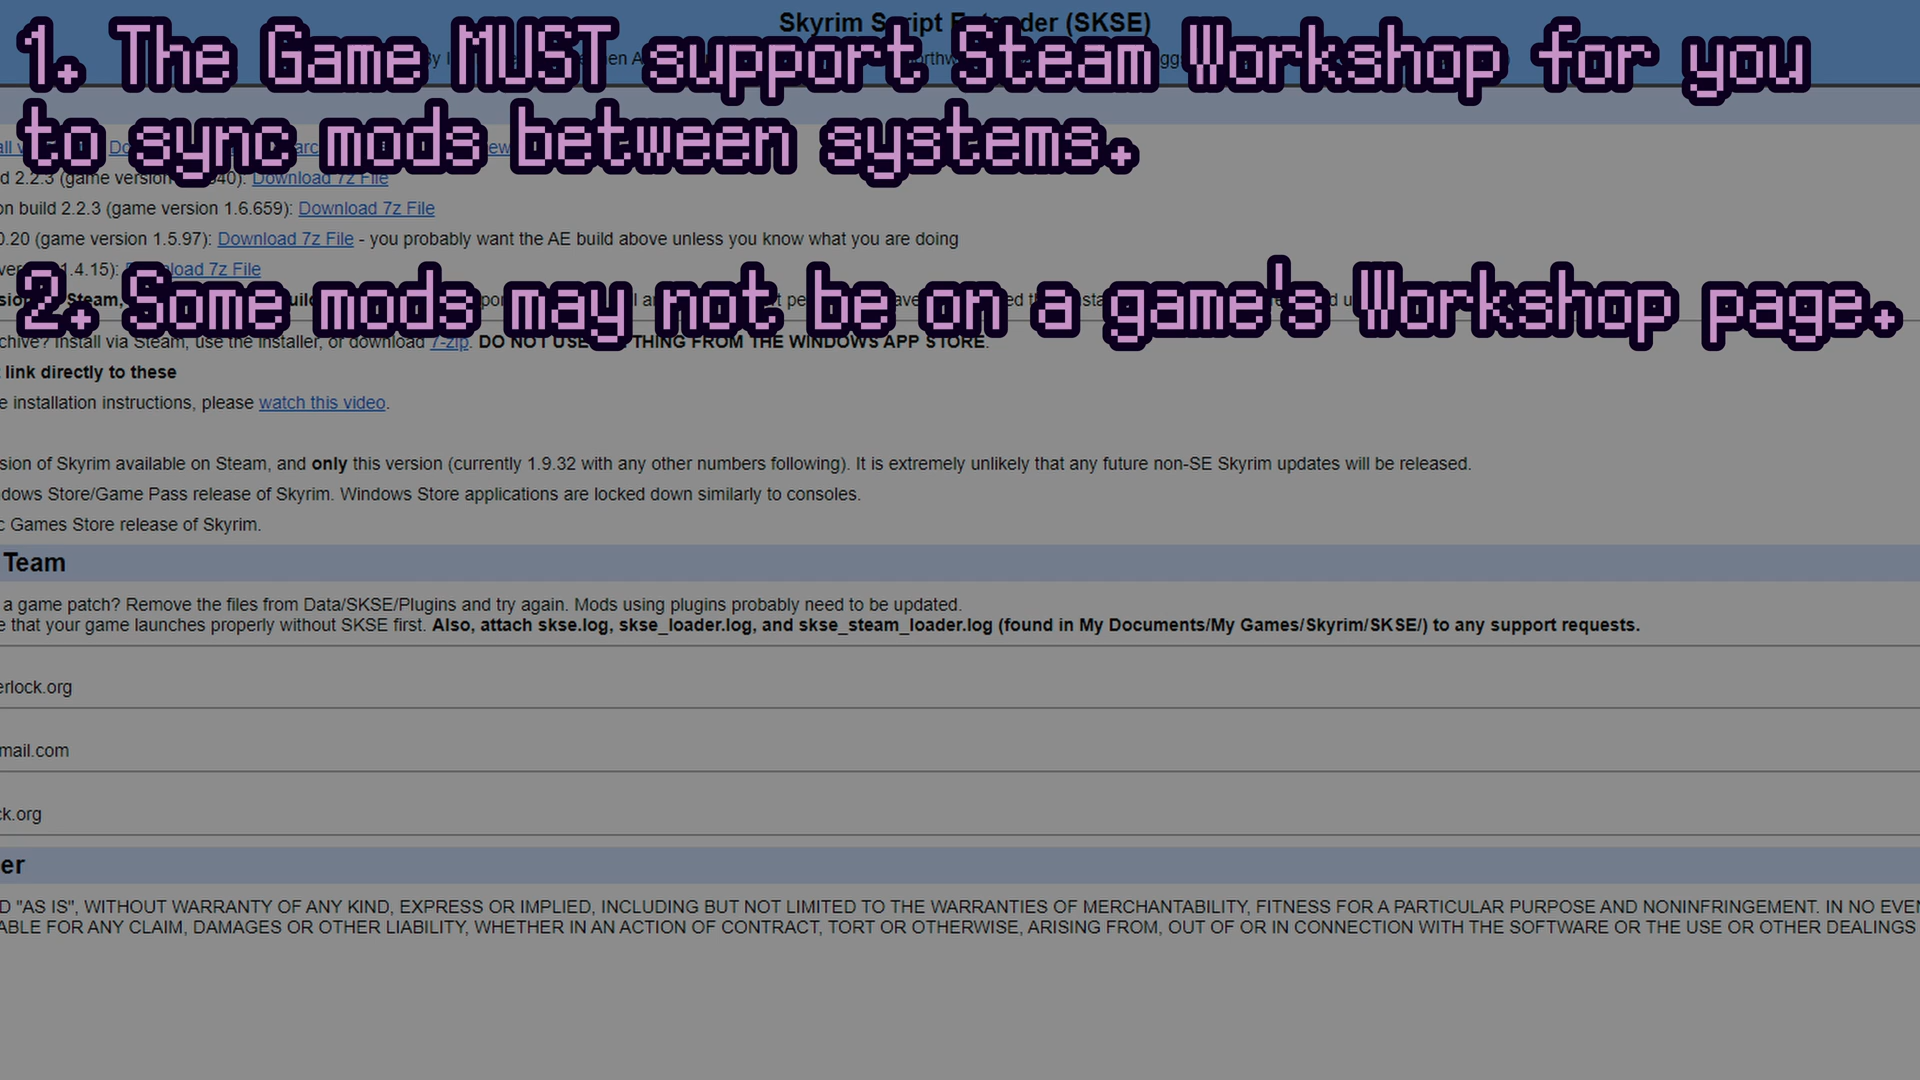 Skyrim Script Extender (SKSE)
1. The Game MUST support Steam Workshop for you
to sync mods between systems.
2.2.3 (game version 40): Download 7z File
on build 2.2.3 (game version 1.6.659): Download 7z File
0.20 (game version 1.5.97): Download 7z File - you probably want the AE build above unless you know what you are doing
1.4.15): Download 7z File
2. Some mods may not be on a game's Workshop page.
chive? Install via Steam, use the installer, or download 7-zip. DO NOT USE THING FROM THE WINDOWS APP STORE.
link directly to these
e installation instructions, please watch this video.
sion of Skyrim available on Steam, and only this version (currently 1.9.32 with any other numbers following). It is extremely unlikely that any future non-SE Skyrim updates will be released.
dows Store/Game Pass release of Skyrim. Windows Store applications are locked down similarly to consoles.
c Games Store release of Skyrim.
Team
a game patch? Remove the files from Data/SKSE/Plugins and try again. Mods using plugins probably need to be updated.
e that your game launches properly without SKSE first. Also, attach skse.log, skse_loader.log, and skse_steam_loader.log (found in My Documents/My Games/Skyrim/SKSE/) to any support requests.
erlock.org
mail.com
ck.org
er
D "AS IS", WITHOUT WARRANTY OF ANY KIND, EXPRESS OR IMPLIED, INCLUDING BUT NOT LIMITED TO THE WARRANTIES OF MERCHANTABILITY, FITNESS FOR A PARTICULAR PURPOSE AND NONINFRINGEMENT. IN NO EVEN
ABLE FOR ANY CLAIM, DAMAGES OR OTHER LIABILITY, WHETHER IN AN ACTION OF CONTRACT, TORT OR OTHERWISE, ARISING FROM, OUT OF OR IN CONNECTION WITH THE SOFTWARE OR THE USE OR OTHER DEALINGS